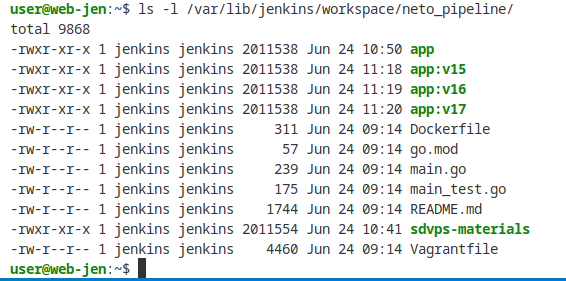 user@web-jen:~$ ls -l /var/lib/jenkins/workspace/neto_pipeline/
total 9868
-rwxr-xr-x 1 jenkins jenkins 2011538 Jun 24 10:50 app
-rwxr-xr-x 1 jenkins jenkins 2011538 Jun 24 11:18 app:v15
-rwxr-xr-x 1 jenkins jenkins 2011538 Jun 24 11:19 app:v16
-rwxr-xr-x 1 jenkins jenkins 2011538 Jun 24 11:20 app:v17
-rw-r--r-- 1 jenkins jenkins     311 Jun 24 09:14 Dockerfile
-rw-r--r-- 1 jenkins jenkins      57 Jun 24 09:14 go.mod
-rw-r--r-- 1 jenkins jenkins     239 Jun 24 09:14 main.go
-rw-r--r-- 1 jenkins jenkins     175 Jun 24 09:14 main_test.go
-rw-r--r-- 1 jenkins jenkins    1744 Jun 24 09:14 README.md
-rwxr-xr-x 1 jenkins jenkins 2011554 Jun 24 10:41 sdvps-materials
-rw-r--r-- 1 jenkins jenkins    4460 Jun 24 09:14 Vagrantfile
user@web-jen:~$